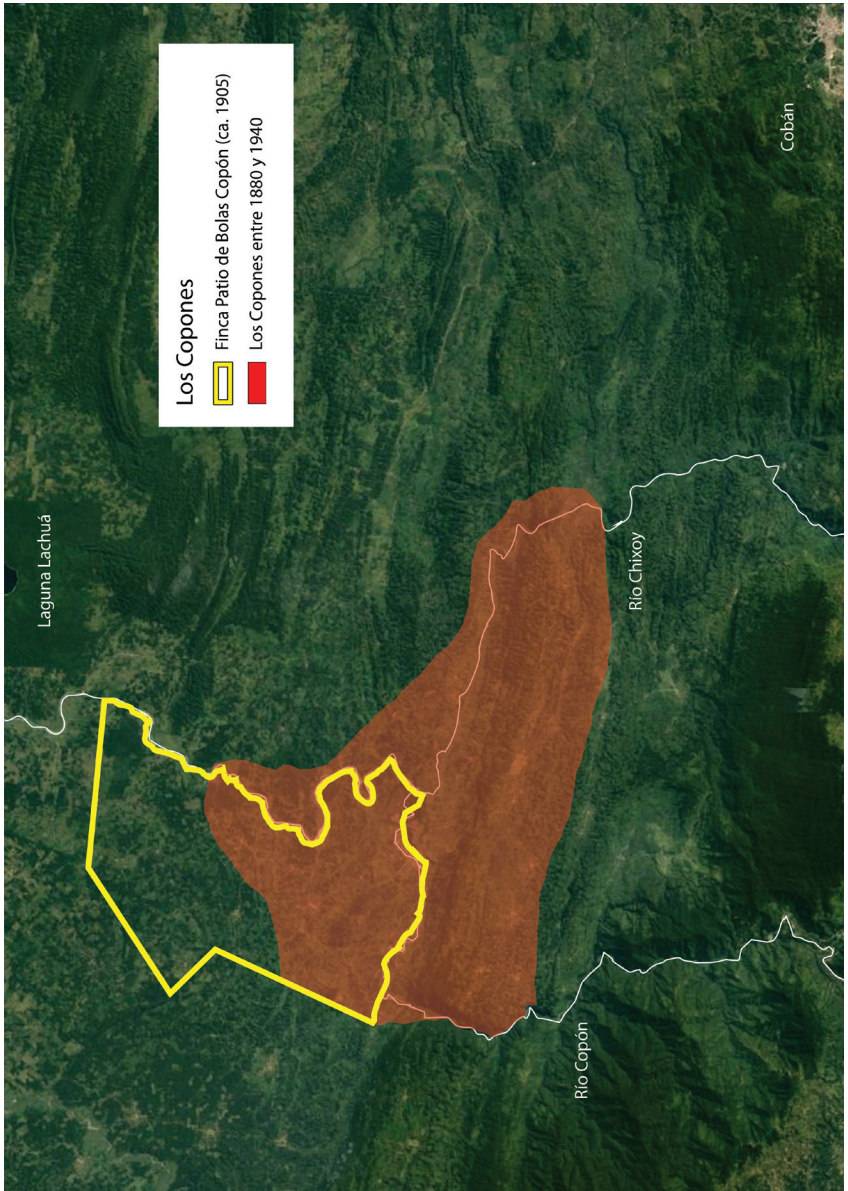 Los Copones
Finca Patio de Bolas Copón (ca. 1905)
Los Copones entre 1880 y 1940
Laguna Lachuá
Cobán
Río Chixoy
Río Copón